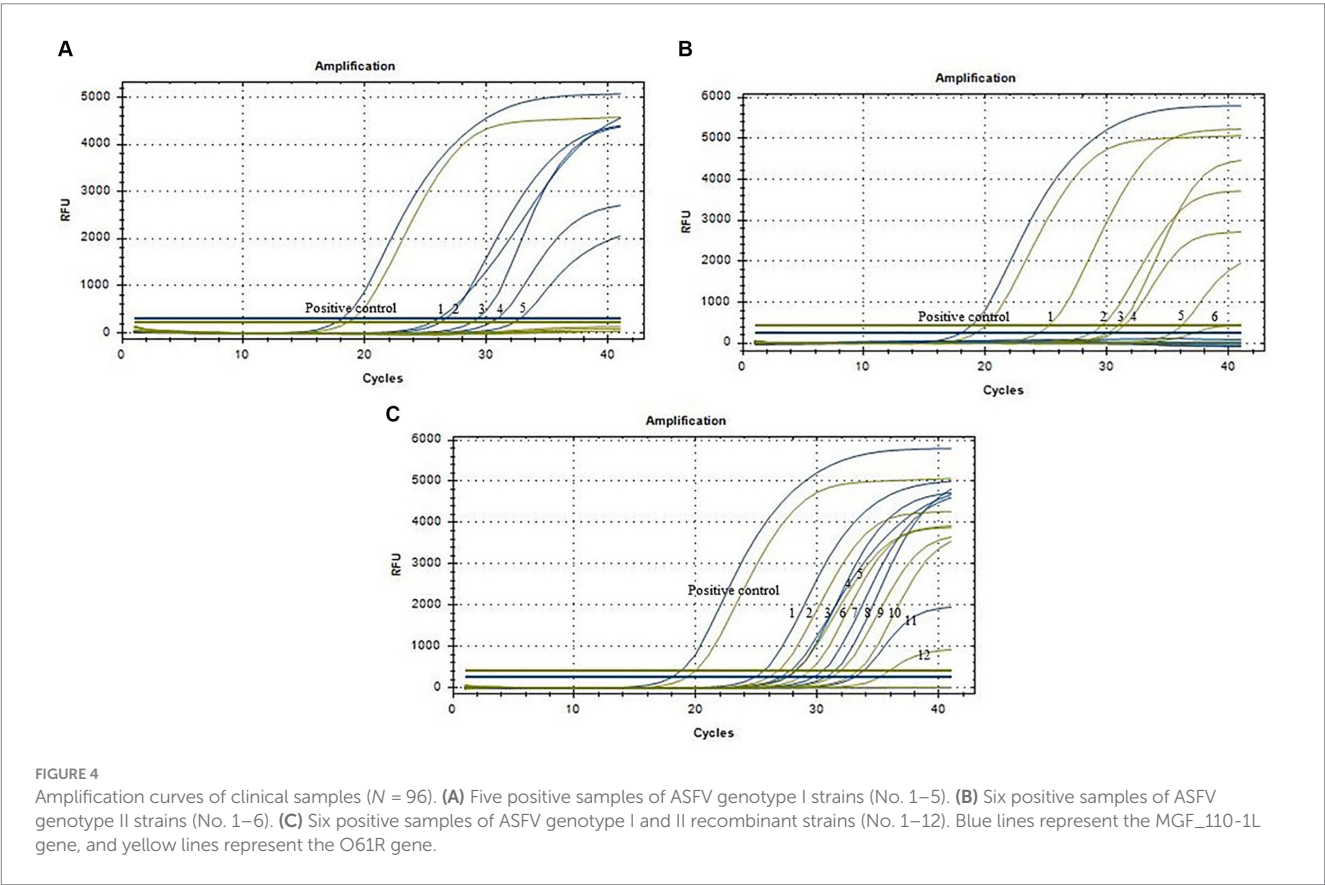 A
Amplification
5000
4000
3000
2000
1000
0
RFU
Positive control 1 2 3 4 5
0 10 20 30 40
Cycles
B
Amplification
6000
5000
4000
3000
2000
1000
0
RFU
Positive control 1 2 3 4 5 6
0 10 20 30 40
Cycles
C
Amplification
6000
5000
4000
3000
2000
1000
0
RFU
Positive control
4 5
1 2 3 6 7 8 9 10 11
12
0 10 20 30 40
Cycles
FIGURE 4
Amplification curves of clinical samples (N = 96). (A) Five positive samples of ASFV genotype I strains (No. 1–5). (B) Six positive samples of ASFV
genotype II strains (No. 1–6). (C) Six positive samples of ASFV genotype I and II recombinant strains (No. 1–12). Blue lines represent the MGF_110-1L
gene, and yellow lines represent the O61R gene.